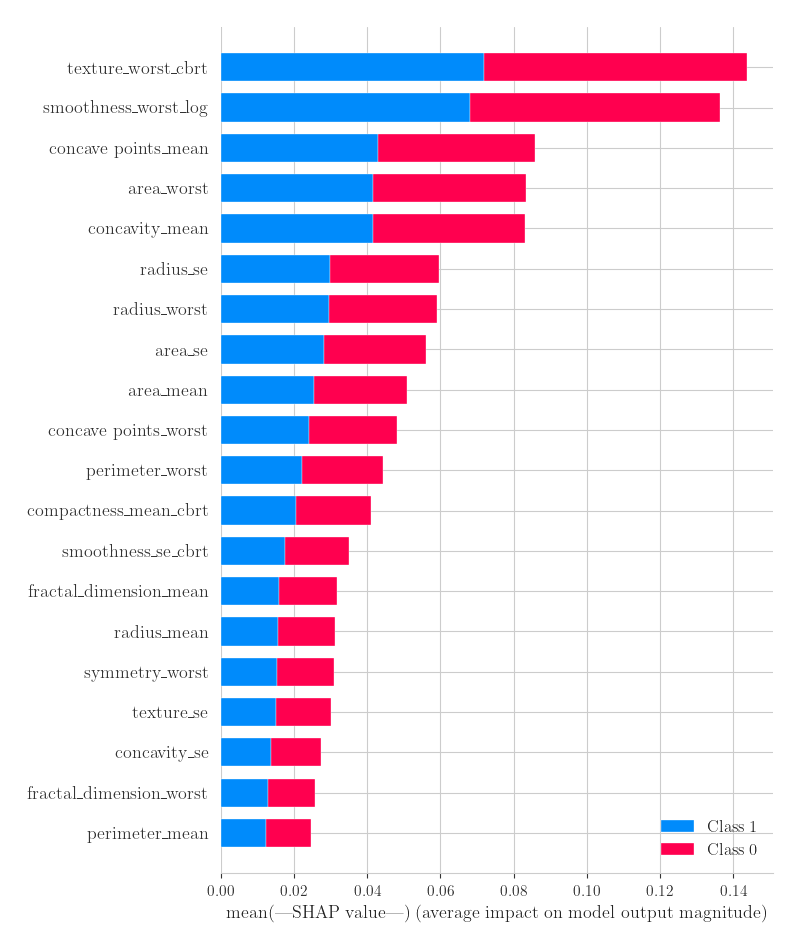 texture_worst_cbrt
smoothness_worst_log
concave points_mean
area_worst
concavity_mean
radius_se
radius_worst
area_se
area_mean
concave points_worst
perimeter_worst
compactness_mean_cbrt
smoothness_se_cbrt
fractal_dimension_mean
radius_mean
symmetry_worst
texture_se
concavity_se
fractal_dimension_worst
perimeter_mean
Class 1
Class 0
0.00 0.02 0.04 0.06 0.08 0.10 0.12 0.14
mean(—SHAP value—) (average impact on model output magnitude)